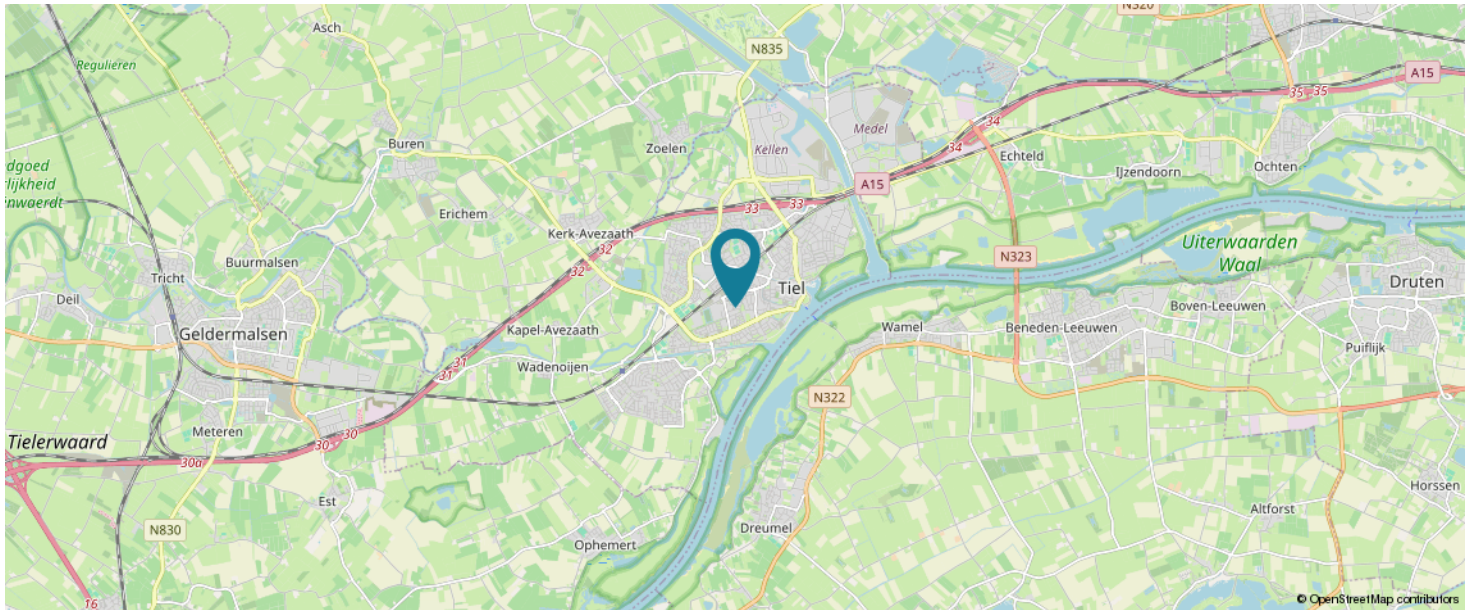 N320
Asch
N835
Regulieren
A15
35
35
Medel
34
Buren
Zoelen
Kellen
34
Echteld
Ochten
IJzendoorn
A15
Erichem
33
33
Kerk-Avezaath
32
Uiterwaarden
Waal
N323
Buurmalsen
32
Tricht
Druten
Tiel
Deil
Boven-Leeuwen
Geldermalsen
Kapel-Avezaath
Wamel
Beneden-Leeuwen
Puiflijk
31
31
Wadenoijen
N322
Meteren
30
30
Tielerwaard
30a
Est
Horssen
Altforst
N830
Dreumel
Ophemert
16
© OpenStreetMap contributors